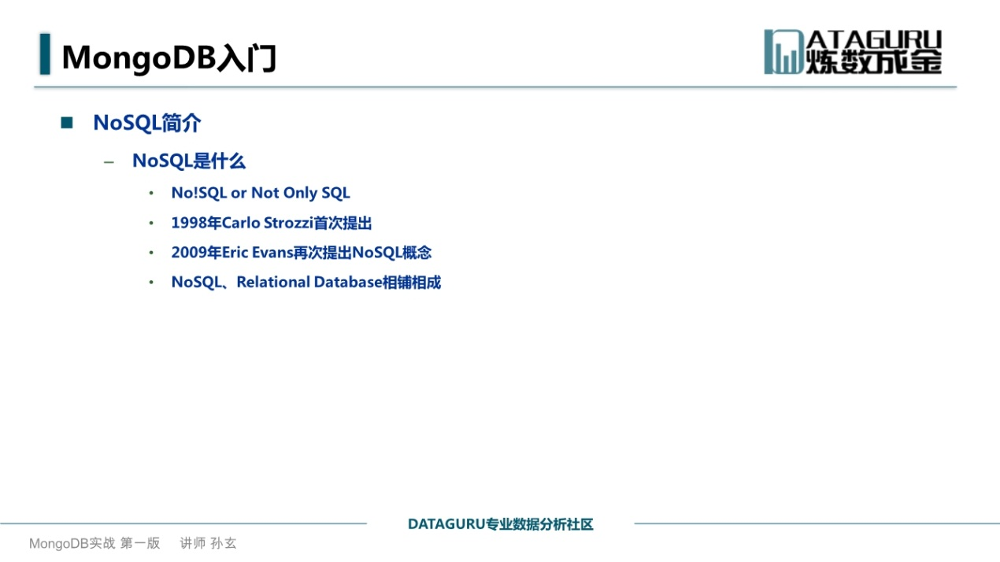 MongoDB入门
DATAGURU
炼数成金
NoSQL简介
NoSQL是什么
No!SQL or Not Only SQL
1998年Carlo Strozzi首次提出
2009年Eric Evans再次提出NoSQL概念
NoSQL、Relational Database相铺相成
DATAGURU专业数据分析社区
MongoDB实战 第一版 讲师 孙玄